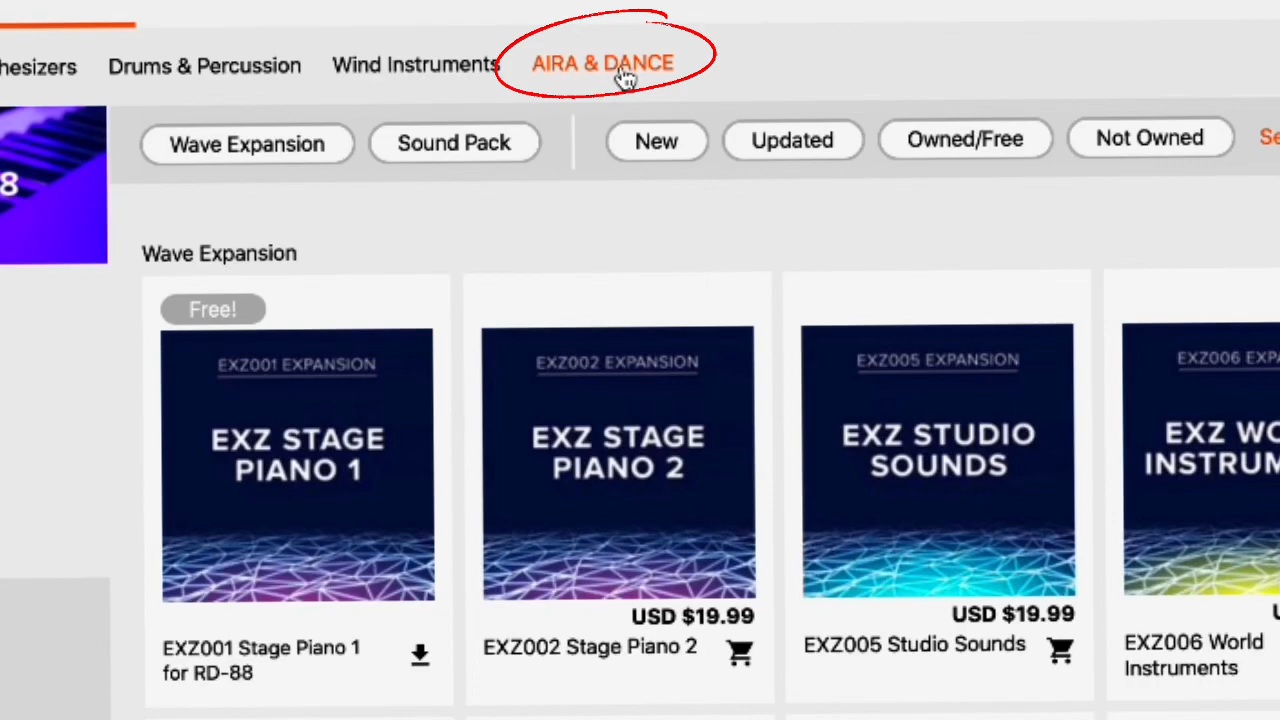 hesizers Drums & Percussion Wind Instruments AIRA & DANCE
8
Wave Expansion Sound Pack New Updated Owned/Free Not Owned Se
Wave Expansion
Free!
EXZ001 EXPANSION
EXZ STAGE
PIANO 1
EXZ001 Stage Piano 1
for RD-88
EXZ002 EXPANSION
EXZ STAGE
PIANO 2
USD $19.99
EXZ002 Stage Piano 2
EXZ005 EXPANSION
EXZ STUDIO
SOUNDS
USD $19.99
EXZ005 Studio Sounds
EXZ006 EXPA
EXZ WO
INSTRUM
EXZ006 World
Instruments